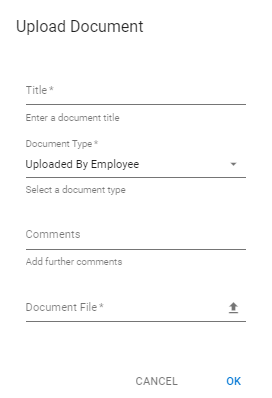 Upload Document
Title *
Enter a document title
Document Type *
Uploaded By Employee
Select a document type
Comments
Add further comments
Document File *
CANCEL OK